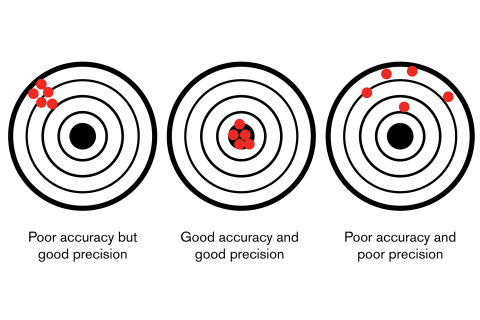 Poor accuracy but
good precision
Good accuracy and
good precision
Poor accuracy and
poor precision